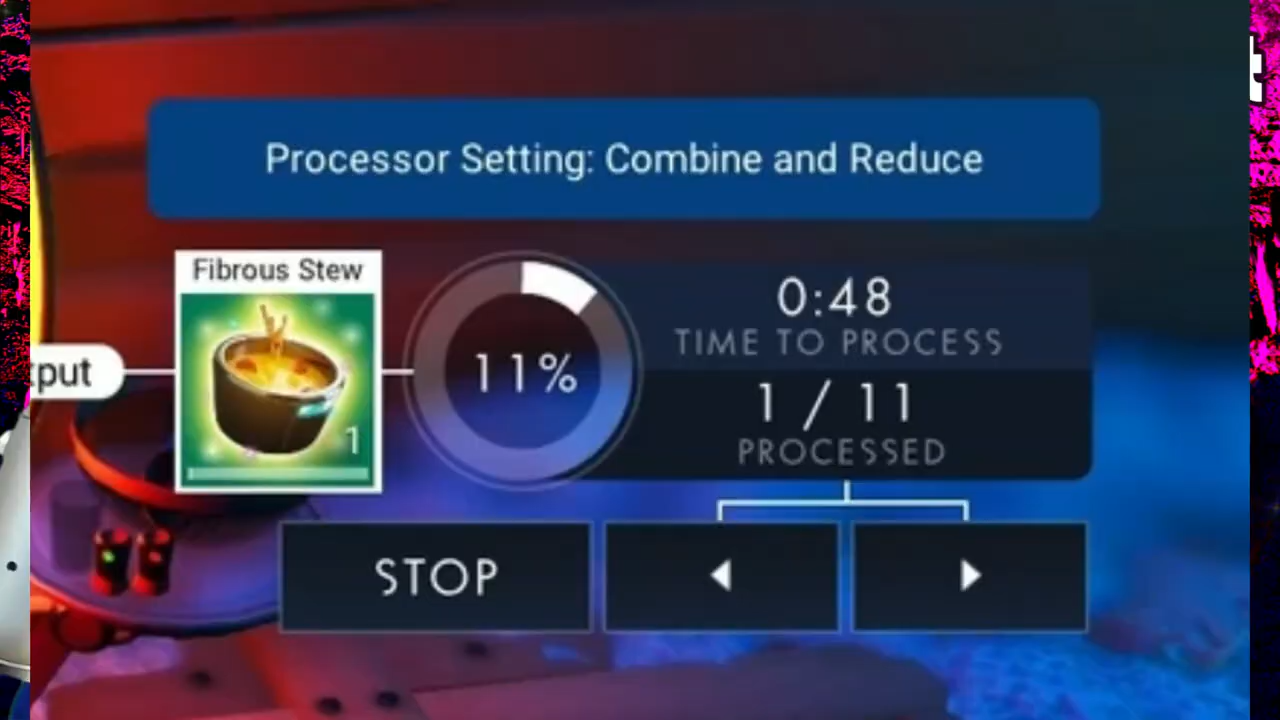 Processor Setting: Combine and Reduce
Fibrous Stew
1
11%
0:48
TIME TO PROCESS
1 / 11
PROCESSED
STOP